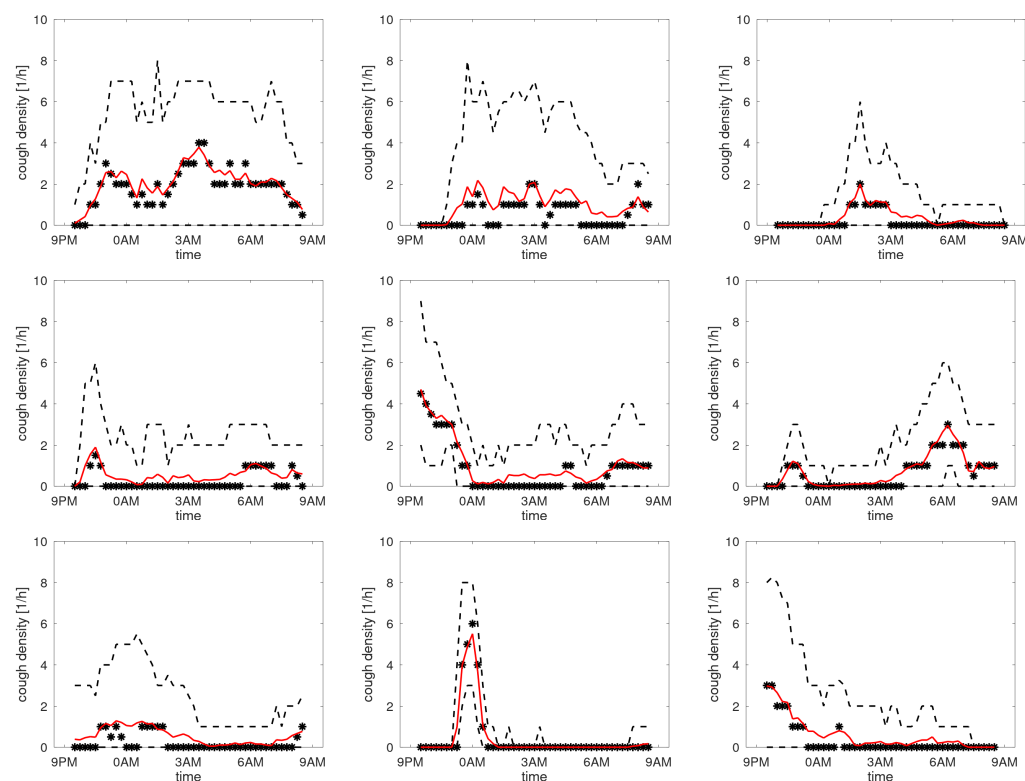 10 10 10
8 8 8
6 6 6
4 4 4
2 2 2
0 0 0
cough density [1/h] cough density [1/h] cough density [1/h]
9PM 0AM 3AM 6AM 9AM 9PM 0AM 3AM 6AM 9AM 9PM 0AM 3AM 6AM 9AM
time time time
10 10 10
8 8 8
6 6 6
4 4 4
2 2 2
0 0 0
cough density [1/h] cough density [1/h] cough density [1/h]
9PM 0AM 3AM 6AM 9AM 9PM 0AM 3AM 6AM 9AM 9PM 0AM 3AM 6AM 9AM
time time time
10 10 10
8 8 8
6 6 6
4 4 4
2 2 2
0 0 0
cough density [1/h] cough density [1/h] cough density [1/h]
9PM 0AM 3AM 6AM 9AM 9PM 0AM 3AM 6AM 9AM 9PM 0AM 3AM 6AM 9AM
time time time